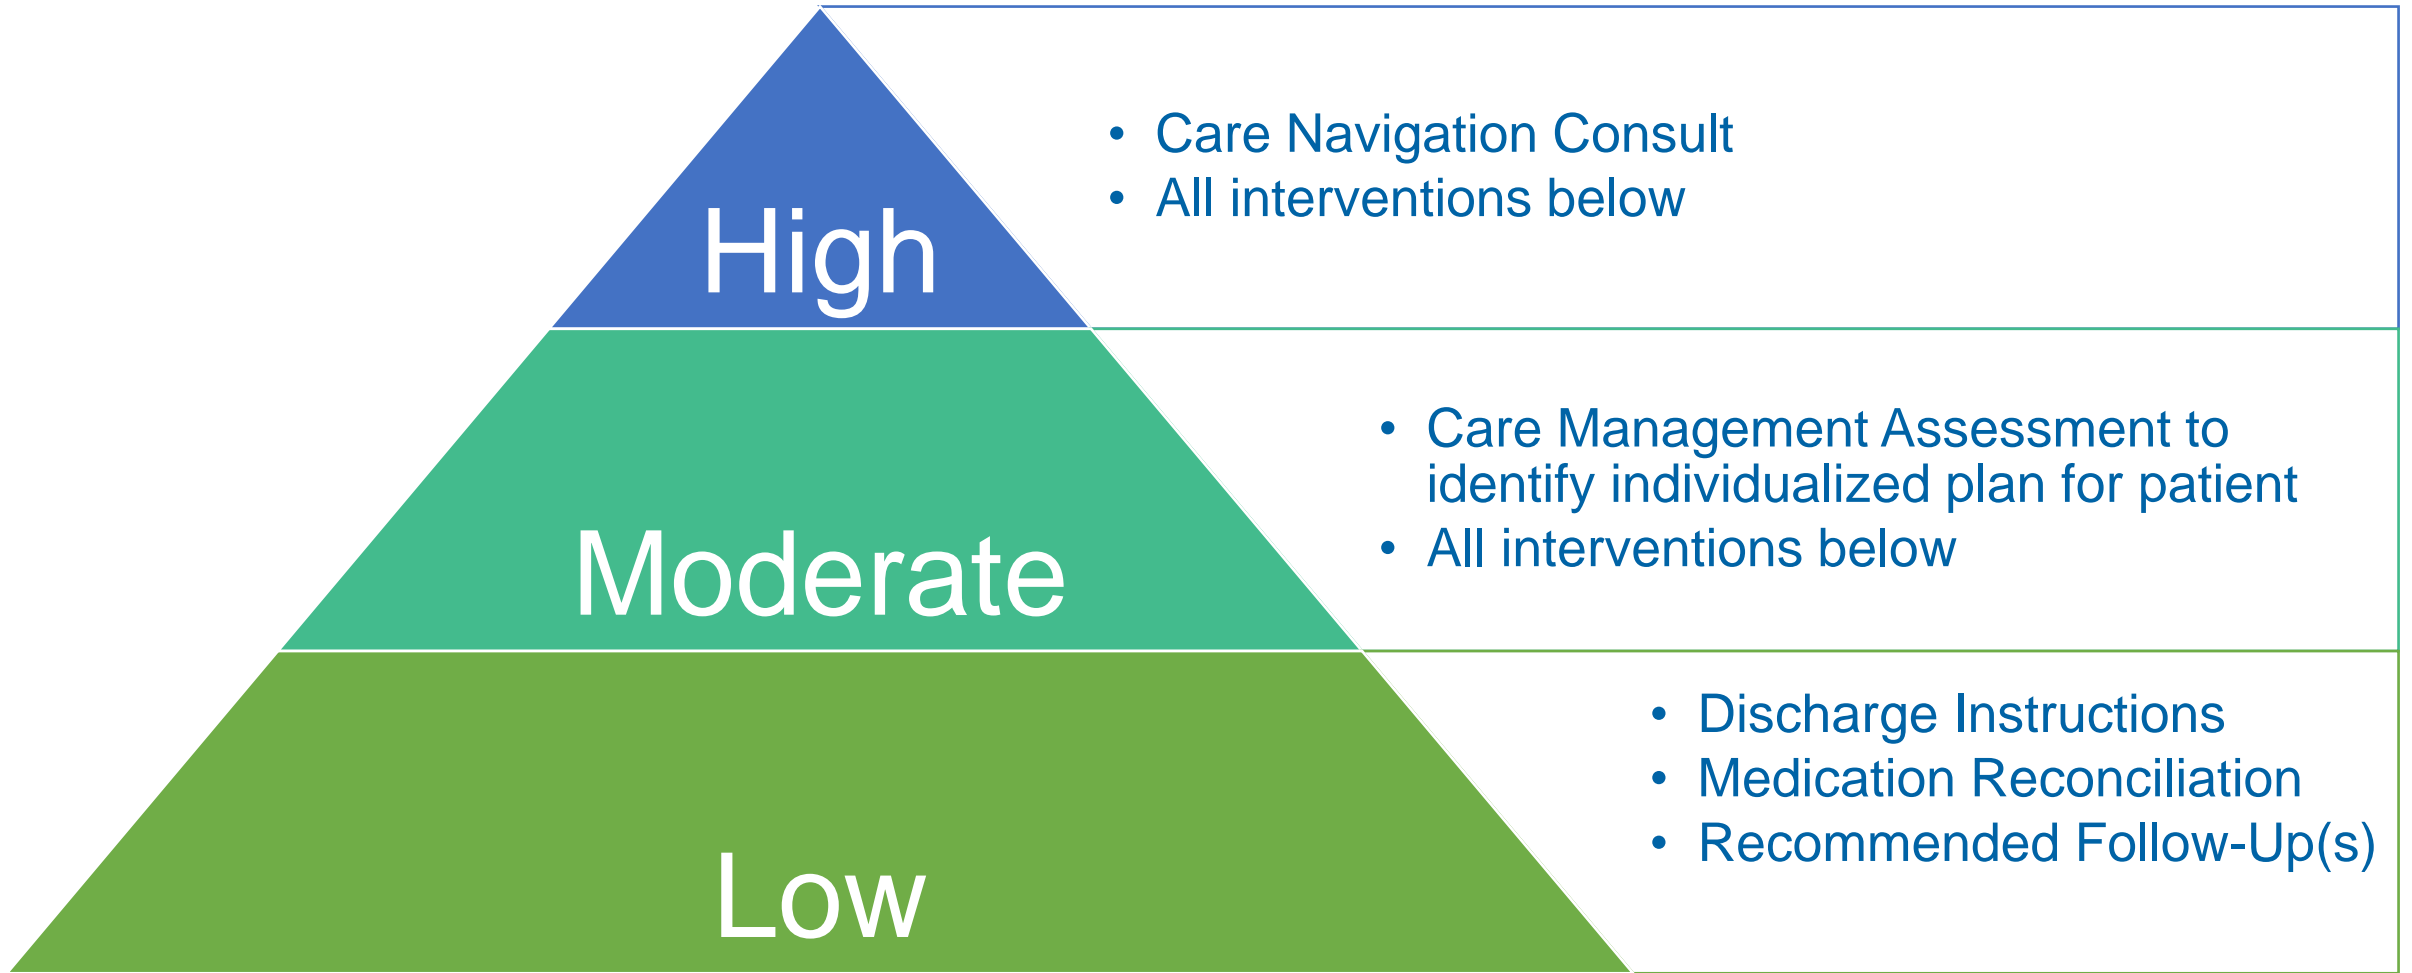 High
• Care Navigation Consult
• All interventions below
Moderate
• Care Management Assessment to
identify individualized plan for patient
• All interventions below
Low
• Discharge Instructions
• Medication Reconciliation
• Recommended Follow-Up(s)